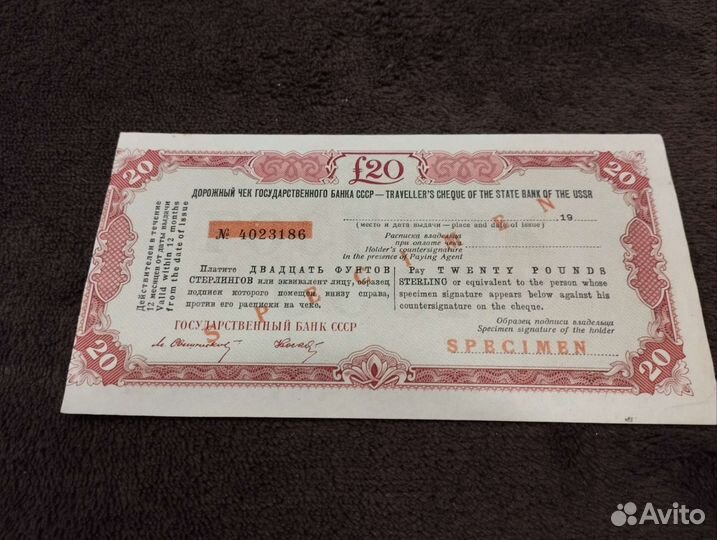 20 £20 20
ДОРОЖНЫЙ ЧЕК ГОСУДАРСТВЕННОГО БАНКА СССР — TRAVELLER'S CHEQUE OF THE STATE BANK OF THE USSR
Действителен в течение
12 месяцев от даты выдачи
Valid within 12 months
from the date of issue
№ 4023186
19
(место и дата выдачи — place and date of issue)
Расписка владельца
при оплате
Holder's countersignature
in the presence of Paying Agent
SPECIMEN
Платите ДВАДЦАТЬ ФУНТОВ
СТЕРЛИНГОВ или эквивалент лицу, образец
подписи которого помещен внизу справа,
против его расписки на чеке.
Pay TWENTY POUNDS
STERLING or equivalent to the person whose
specimen signature appears below against his
countersignature on the cheque.
ГОСУДАРСТВЕННЫЙ БАНК СССР
Образец подписи владельца
Specimen signature of the holder
SPECIMEN
20 20
Avito